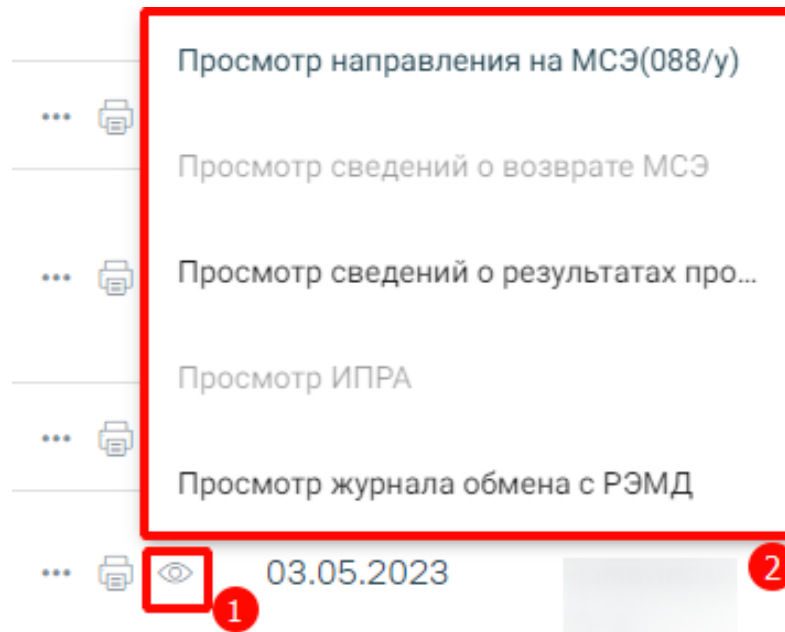 Просмотр направления на МСЭ(088/у)
Просмотр сведений о возврате МСЭ
Просмотр сведений о результатах про...
Просмотр ИПРА
Просмотр журнала обмена с РЭМД
03.05.2023
2
1